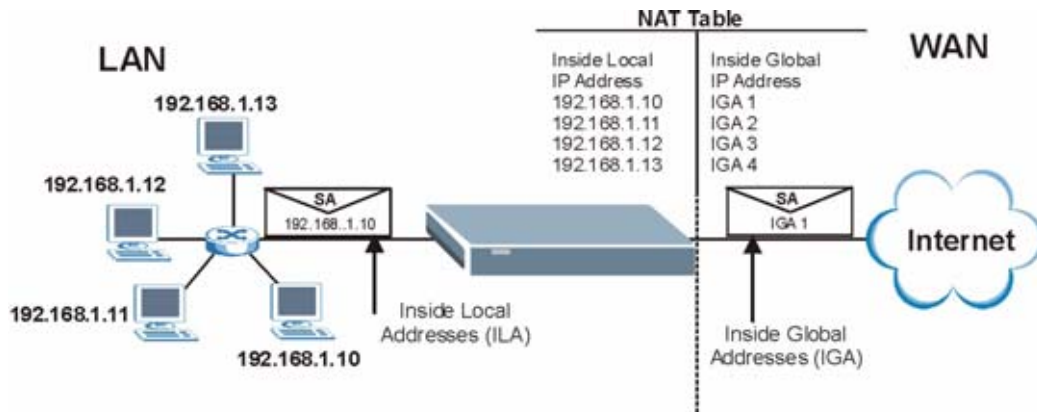 NAT Table
LAN
WAN
Inside Local
IP Address
192.168.1.10
192.168.1.11
192.168.1.12
192.168.1.13
Inside Global
IP Address
IGA 1
IGA 2
IGA 3
IGA 4
192.168.1.13
192.168.1.12
192.168.1.11
192.168.1.10
SA
192.168..1.10
SA
IGA 1
Internet
Inside Local
Addresses (ILA)
Inside Global
Addresses (IGA)